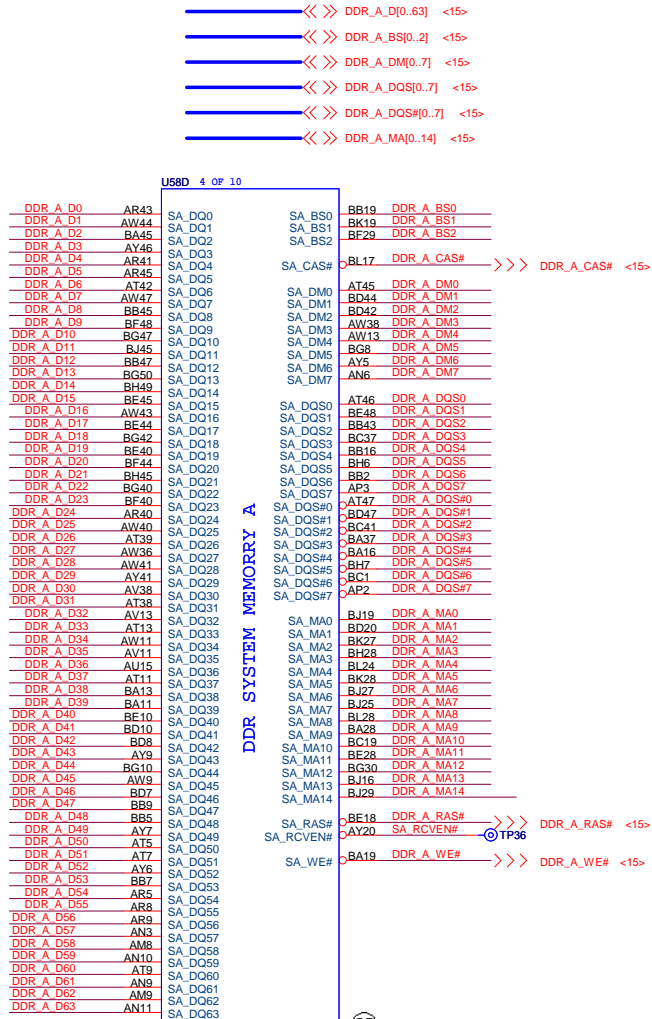 DDR_A_D[0..63] <15>
DDR_A_BS[0..2] <15>
DDR_A_DM[0..7] <15>
DDR_A_DQS[0..7] <15>
DDR_A_DQS#[0..7] <15>
DDR_A_MA[0..14] <15>
U58D 4 OF 10
DDR SYSTEM MEMORRY A
DDR_A_D0 AR43 SA_DQ0
DDR_A_D1 AW44 SA_DQ1
DDR_A_D2 BA45 SA_DQ2
DDR_A_D3 AY46 SA_DQ3
DDR_A_D4 AR41 SA_DQ4
DDR_A_D5 AR45 SA_DQ5
DDR_A_D6 AT42 SA_DQ6
DDR_A_D7 AW47 SA_DQ7
DDR_A_D8 BB45 SA_DQ8
DDR_A_D9 BF48 SA_DQ9
DDR_A_D10 BG47 SA_DQ10
DDR_A_D11 BJ45 SA_DQ11
DDR_A_D12 BB47 SA_DQ12
DDR_A_D13 BG50 SA_DQ13
DDR_A_D14 BH49 SA_DQ14
DDR_A_D15 BE45 SA_DQ15
DDR_A_D16 AW43 SA_DQ16
DDR_A_D17 BE44 SA_DQ17
DDR_A_D18 BG42 SA_DQ18
DDR_A_D19 BE40 SA_DQ19
DDR_A_D20 BF44 SA_DQ20
DDR_A_D21 BH45 SA_DQ21
DDR_A_D22 BG40 SA_DQ22
DDR_A_D23 BF40 SA_DQ23
DDR_A_D24 AR40 SA_DQ24
DDR_A_D25 AW40 SA_DQ25
DDR_A_D26 AT39 SA_DQ26
DDR_A_D27 AW36 SA_DQ27
DDR_A_D28 AW41 SA_DQ28
DDR_A_D29 AY41 SA_DQ29
DDR_A_D30 AV38 SA_DQ30
DDR_A_D31 AT38 SA_DQ31
DDR_A_D32 AV13 SA_DQ32
DDR_A_D33 AT13 SA_DQ33
DDR_A_D34 AW11 SA_DQ34
DDR_A_D35 AV11 SA_DQ35
DDR_A_D36 AU15 SA_DQ36
DDR_A_D37 AT11 SA_DQ37
DDR_A_D38 BA13 SA_DQ38
DDR_A_D39 BA11 SA_DQ39
DDR_A_D40 BE10 SA_DQ40
DDR_A_D41 BD10 SA_DQ41
DDR_A_D42 BD8 SA_DQ42
DDR_A_D43 AY9 SA_DQ43
DDR_A_D44 BG10 SA_DQ44
DDR_A_D45 AW9 SA_DQ45
DDR_A_D46 BD7 SA_DQ46
DDR_A_D47 BB9 SA_DQ47
DDR_A_D48 BB5 SA_DQ48
DDR_A_D49 AY7 SA_DQ49
DDR_A_D50 AT5 SA_DQ50
DDR_A_D51 AT7 SA_DQ51
DDR_A_D52 AY6 SA_DQ52
DDR_A_D53 BB7 SA_DQ53
DDR_A_D54 AR5 SA_DQ54
DDR_A_D55 AR8 SA_DQ55
DDR_A_D56 AR9 SA_DQ56
DDR_A_D57 AN3 SA_DQ57
DDR_A_D58 AM8 SA_DQ58
DDR_A_D59 AN10 SA_DQ59
DDR_A_D60 AT9 SA_DQ60
DDR_A_D61 AN9 SA_DQ61
DDR_A_D62 AM9 SA_DQ62
DDR_A_D63 AN11 SA_DQ63
SA_BS0 BB19 DDR_A_BS0
SA_BS1 BK19 DDR_A_BS1
SA_BS2 BF29 DDR_A_BS2
SA_CAS# BL17 DDR_A_CAS# DDR_A_CAS# <15>
SA_DM0 AT45 DDR_A_DM0
SA_DM1 BD44 DDR_A_DM1
SA_DM2 BD42 DDR_A_DM2
SA_DM3 AW38 DDR_A_DM3
SA_DM4 AW13 DDR_A_DM4
SA_DM5 BG8 DDR_A_DM5
SA_DM6 AY5 DDR_A_DM6
SA_DM7 AN6 DDR_A_DM7
SA_DQS0 AT46 DDR_A_DQS0
SA_DQS1 BE48 DDR_A_DQS1
SA_DQS2 BB43 DDR_A_DQS2
SA_DQS3 BC37 DDR_A_DQS3
SA_DQS4 BB16 DDR_A_DQS4
SA_DQS5 BH6 DDR_A_DQS5
SA_DQS6 BB2 DDR_A_DQS6
SA_DQS7 AP3 DDR_A_DQS7
SA_DQS#0 AT47 DDR_A_DQS#0
SA_DQS#1 BD47 DDR_A_DQS#1
SA_DQS#2 BC41 DDR_A_DQS#2
SA_DQS#3 BA37 DDR_A_DQS#3
SA_DQS#4 BA16 DDR_A_DQS#4
SA_DQS#5 BH7 DDR_A_DQS#5
SA_DQS#6 BC1 DDR_A_DQS#6
SA_DQS#7 AP2 DDR_A_DQS#7
SA_MA0 BJ19 DDR_A_MA0
SA_MA1 BD20 DDR_A_MA1
SA_MA2 BK27 DDR_A_MA2
SA_MA3 BH28 DDR_A_MA3
SA_MA4 BL24 DDR_A_MA4
SA_MA5 BK28 DDR_A_MA5
SA_MA6 BJ27 DDR_A_MA6
SA_MA7 BJ25 DDR_A_MA7
SA_MA8 BL28 DDR_A_MA8
SA_MA9 BA28 DDR_A_MA9
SA_MA10 BC19 DDR_A_MA10
SA_MA11 BE28 DDR_A_MA11
SA_MA12 BG30 DDR_A_MA12
SA_MA13 BJ16 DDR_A_MA13
SA_MA14 BJ29 DDR_A_MA14
SA_RAS# BE18 DDR_A_RAS# DDR_A_RAS# <15>
SA_RCVEN# AY20 SA_RCVEN# TP36
SA_WE# BA19 DDR_A_WE# DDR_A_WE# <15>